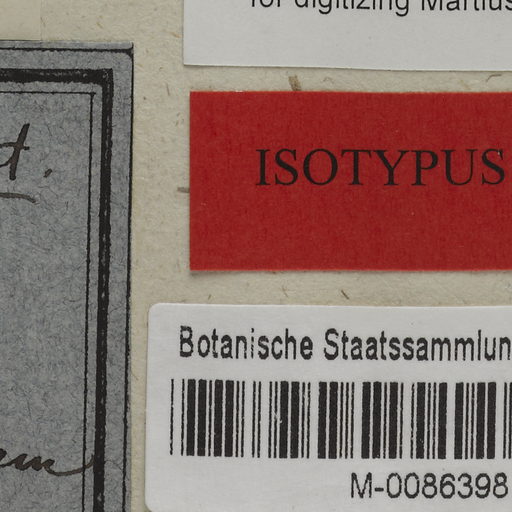 for digitizing Martius
t.
ISOTYPUS
Botanische Staatssammlun
M-0086398